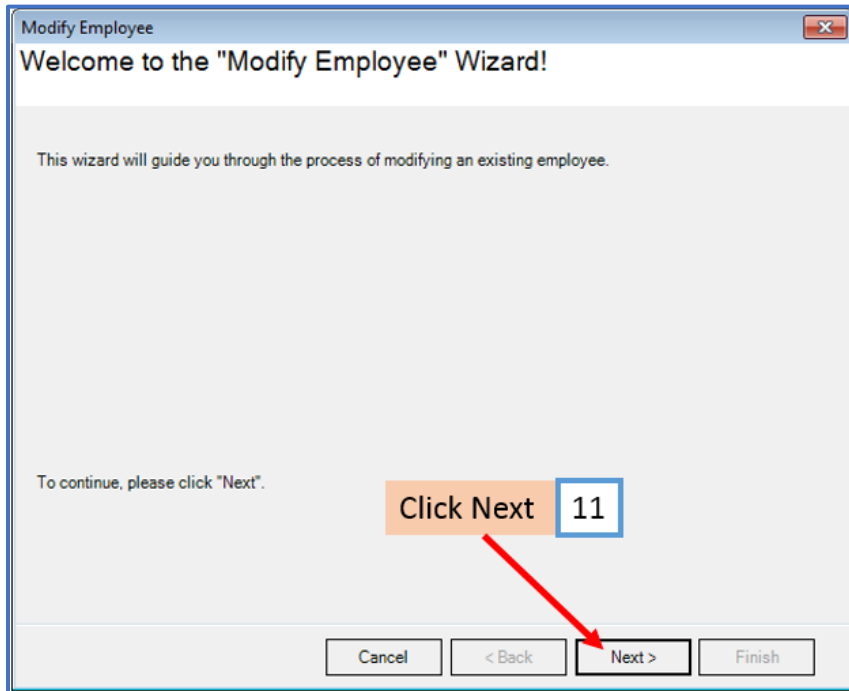 Modify Employee
Welcome to the "Modify Employee" Wizard!
This wizard will guide you through the process of modifying an existing employee.
To continue, please click "Next".
Click Next 11
Cancel < Back Next > Finish